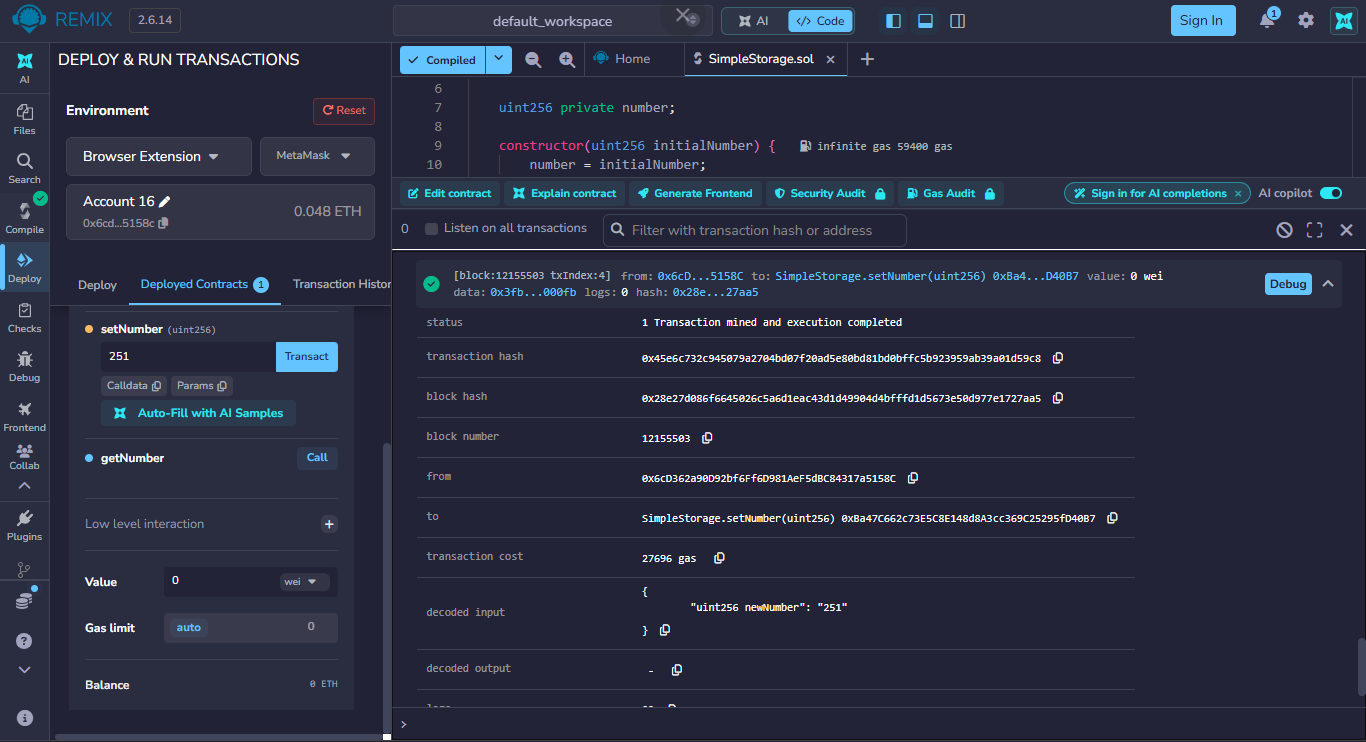 REMIX 2.6.14
default_workspace
AI
Code
Sign In
1
AI
DEPLOY & RUN TRANSACTIONS
AI
Files
Search
Compile
Deploy
Checks
Debug
Frontend
Collab
Plugins
Environment
Reset
Browser Extension
MetaMask
Account 16
0x6cd...5158c
0.048 ETH
Deploy
Deployed Contracts 1
Transaction Histor
setNumber (uint256)
251
Transact
Calldata
Params
Auto-Fill with AI Samples
getNumber
Call
Low level interaction
Value
0
wei
Gas limit
auto
0
Balance
0 ETH
Compiled
Home
SimpleStorage.sol
6
7 uint256 private number;
8
9 constructor(uint256 initialNumber) { infinite gas 59400 gas
10 number = initialNumber;
Edit contract
Explain contract
Generate Frontend
Security Audit
Gas Audit
Sign in for AI completions ×
AI copilot
0
Listen on all transactions
Filter with transaction hash or address
[block:12155503 txIndex:4] from: 0x6cD...5158C to: SimpleStorage.setNumber(uint256) 0xBa4...D40B7 value: 0 wei
data: 0x3fb...000fb logs: 0 hash: 0x28e...27aa5
Debug
status 1 Transaction mined and execution completed
transaction hash 0x45e6c732c945079a2704bd07f20ad5e80bd81bd0bffc5b923959ab39a01d59c8
block hash 0x28e27d086f6645026c5a6d1eac43d1d49904d4bfffd1d5673e50d977e1727aa5
block number 12155503
from 0x6cD362a90D92bf6Ff6D981AeF5dBC84317a5158C
to SimpleStorage.setNumber(uint256) 0xBa47C662c73E5C8E148d8A3cc369C25295fD40B7
transaction cost 27696 gas
decoded input
{
"uint256 newNumber": "251"
}
decoded output -
>